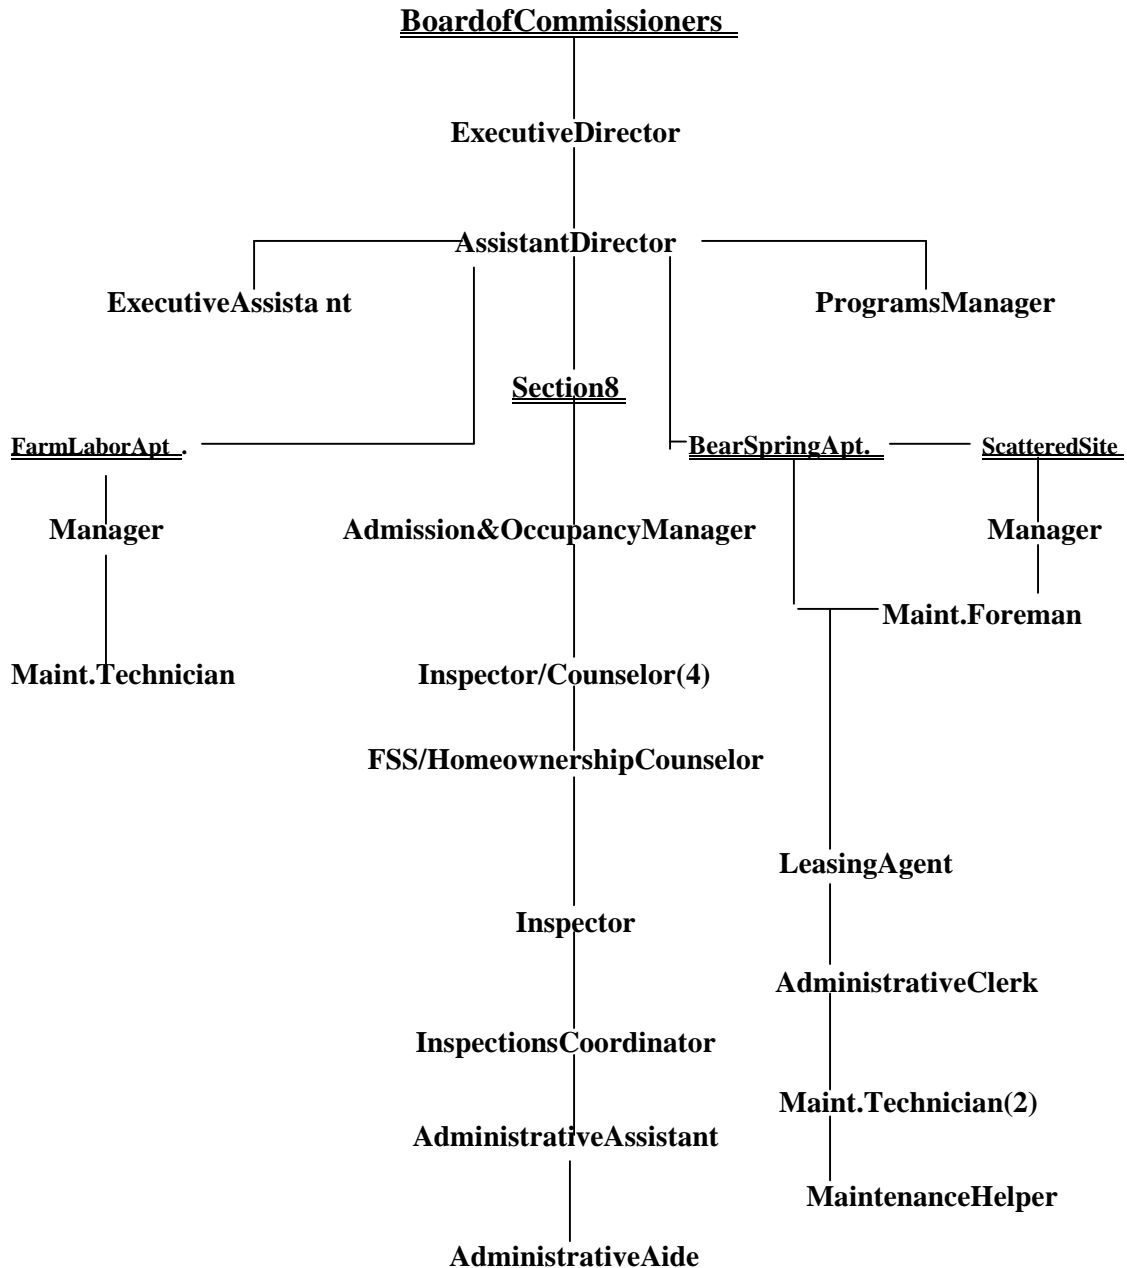 BoardofCommissioners
ExecutiveDirector
AssistantDirector
ExecutiveAssista nt
ProgramsManager
Section8
FarmLaborApt .
BearSpringApt.
ScatteredSite
Manager
Admission&OccupancyManager
Manager
Maint.Foreman
Maint.Technician
Inspector/Counselor(4)
FSS/HomeownershipCounselor
LeasingAgent
Inspector
AdministrativeClerk
InspectionsCoordinator
Maint.Technician(2)
AdministrativeAssistant
MaintenanceHelper
AdministrativeAide